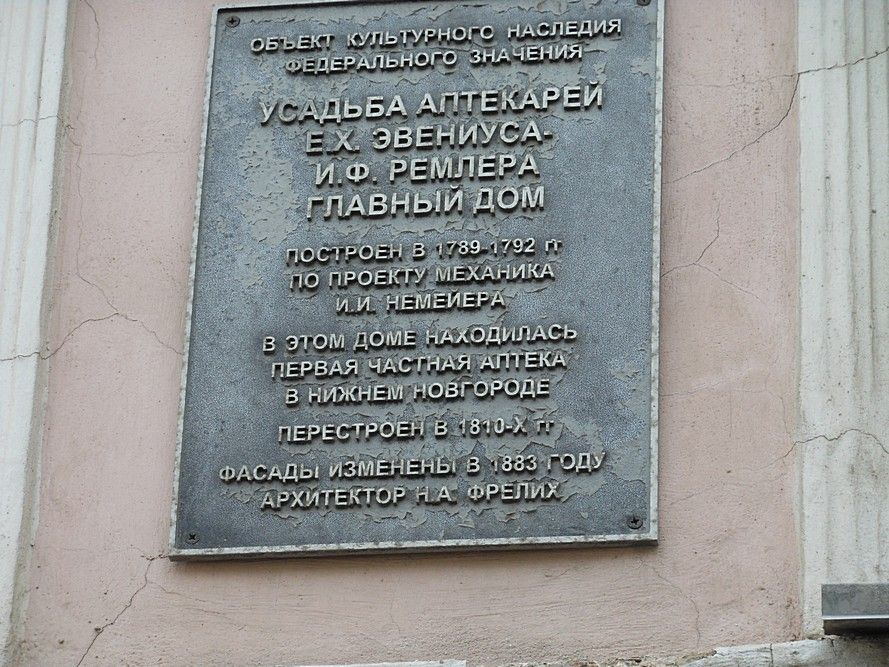 ОБЪЕКТ КУЛЬТУРНОГО НАСЛЕДИЯ
ФЕДЕРАЛЬНОГО ЗНАЧЕНИЯ
УСАДЬБА АПТЕКАРЕЙ
Е.Х. ЭВЕНИУСА-
И.Ф. РЕМЛЕРА
ГЛАВНЫЙ ДОМ
ПОСТРОЕН В 1789-1792 гг
ПО ПРОЕКТУ МЕХАНИКА
И.И. НЕМЕЙЕРА
В ЭТОМ ДОМЕ НАХОДИЛАСЬ
ПЕРВАЯ ЧАСТНАЯ АПТЕКА
В НИЖНЕМ НОВГОРОДЕ
ПЕРЕСТРОЕН В 1810-Х гг
ФАСАДЫ ИЗМЕНЕНЫ В 1883 ГОДУ
АРХИТЕКТОР Н.А. ФРЕЛИХ